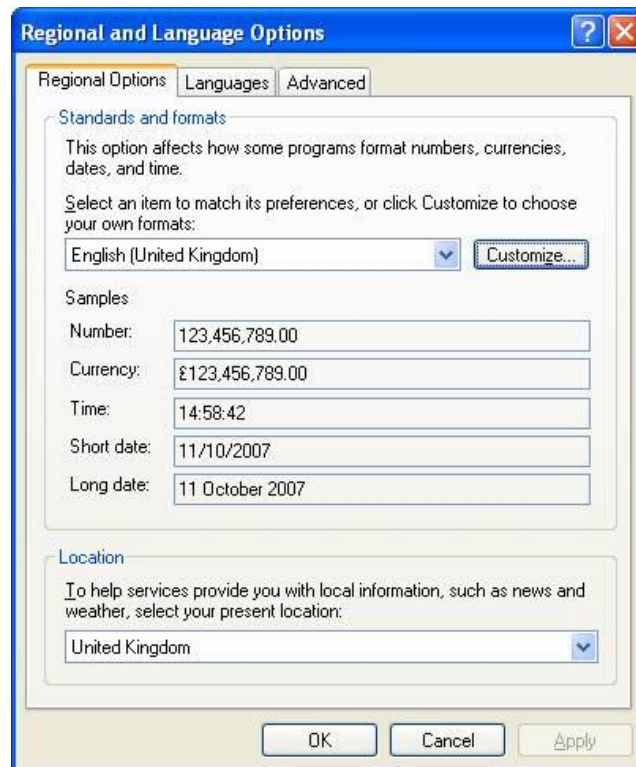 Regional and Language Options
Regional Options Languages Advanced
Standards and formats
This option affects how some programs format numbers, currencies,
dates, and time.
Select an item to match its preferences, or click Customize to choose
your own formats:
English (United Kingdom) Customize...
Samples
Number: 123,456,789.00
Currency: £123,456,789.00
Time: 14:58:42
Short date: 11/10/2007
Long date: 11 October 2007
Location
To help services provide you with local information, such as news and
weather, select your present location:
United Kingdom
OK Cancel Apply